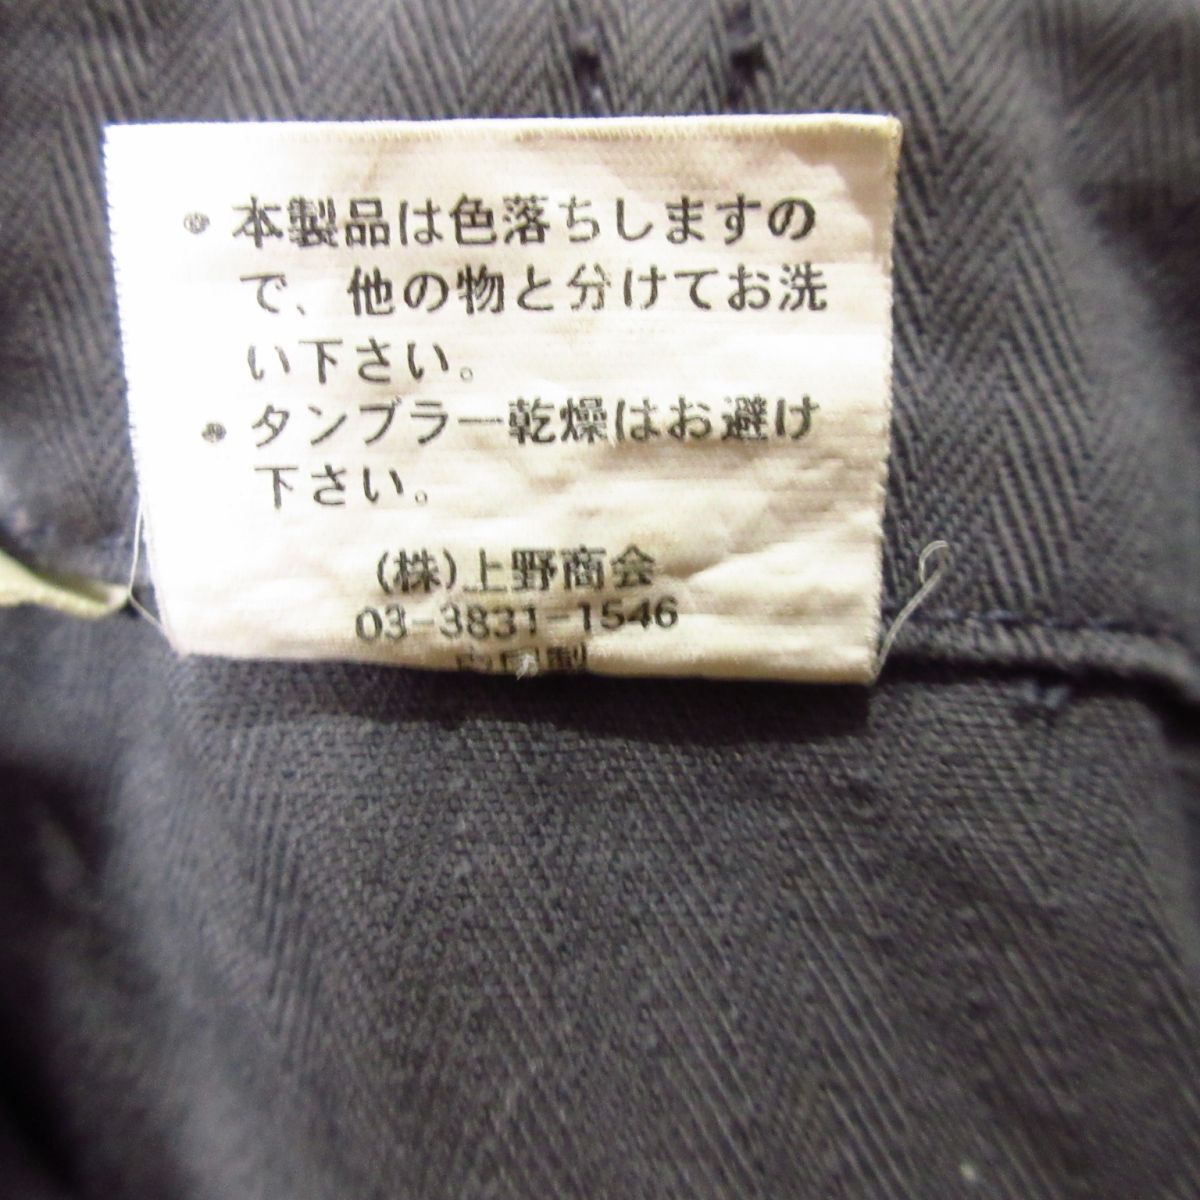 ・本製品は色落ちしますの
で、他の物と分けてお洗
い下さい。
・タンブラー乾燥はお避け
下さい。
(株)上野商会
03-3831-1546